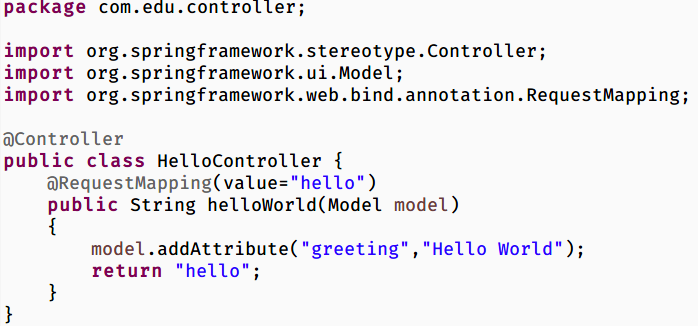 package com.edu.controller;
import org.springframework.stereotype.Controller;
import org.springframework.ui.Model;
import org.springframework.web.bind.annotation.RequestMapping;
@Controller
public class HelloController {
@RequestMapping(value="hello")
public String helloWorld(Model model)
{
model.addAttribute("greeting","Hello World");
return "hello";
}
}